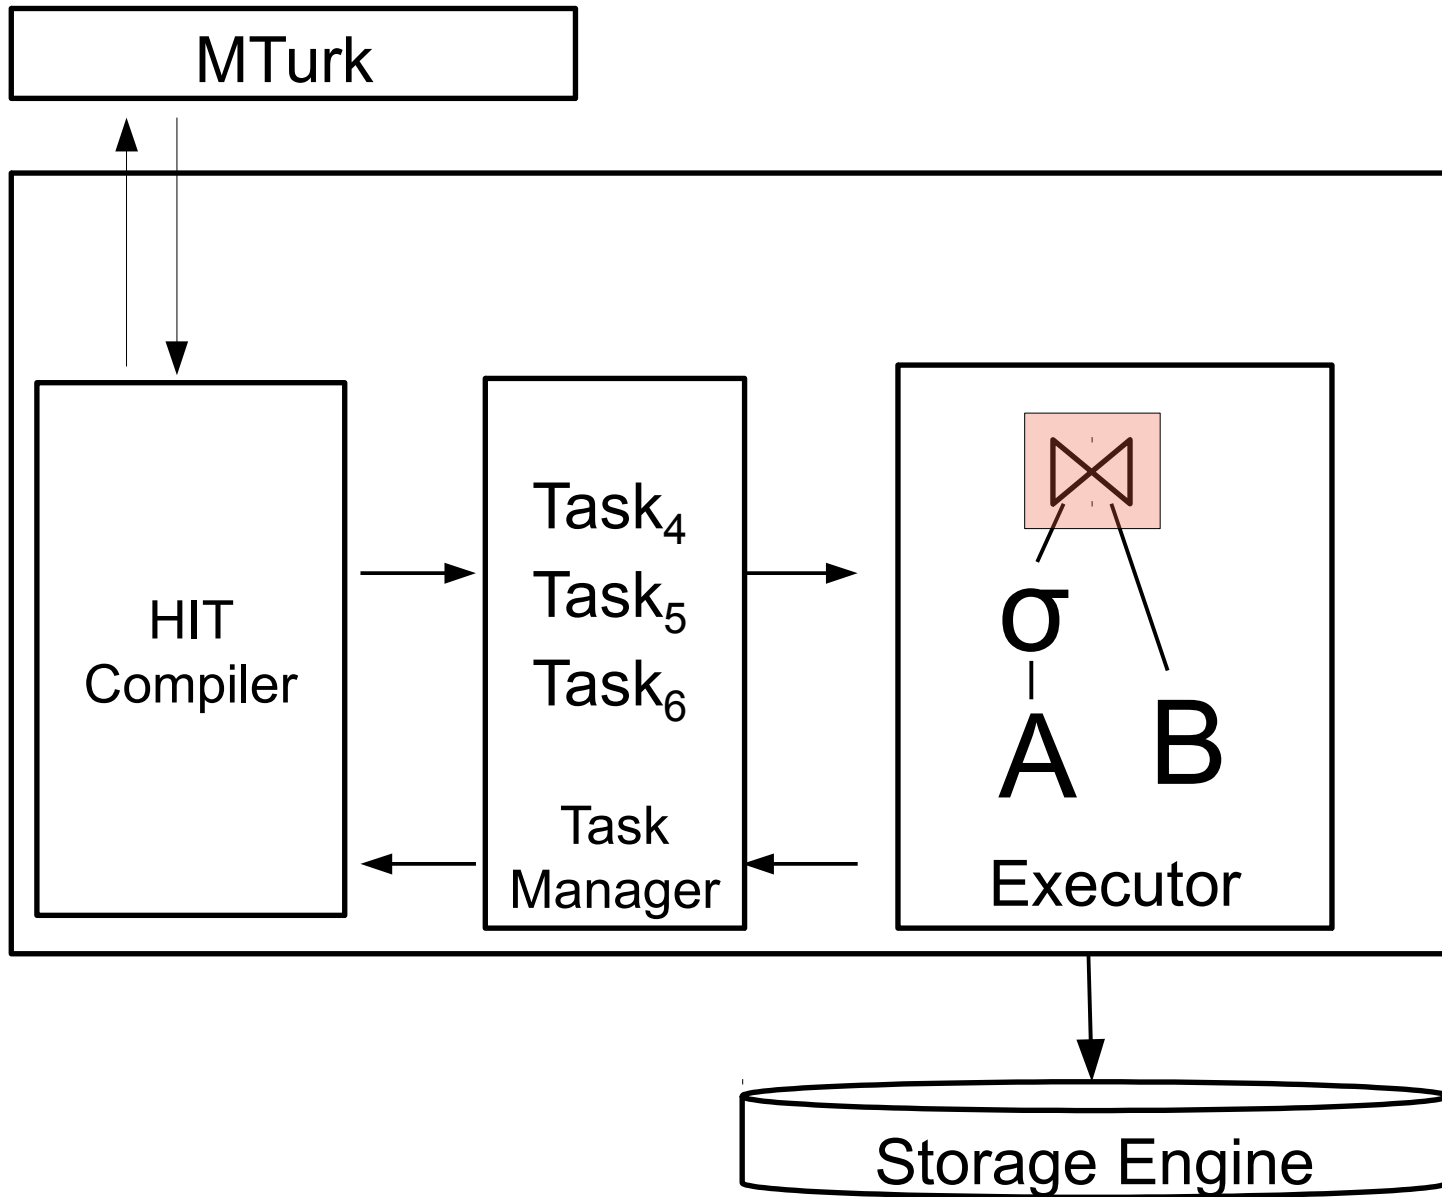 MTurk
HIT
Compiler
Task4
Task5
Task6
Task
Manager
⋈
σ
A
B
Executor
Storage Engine